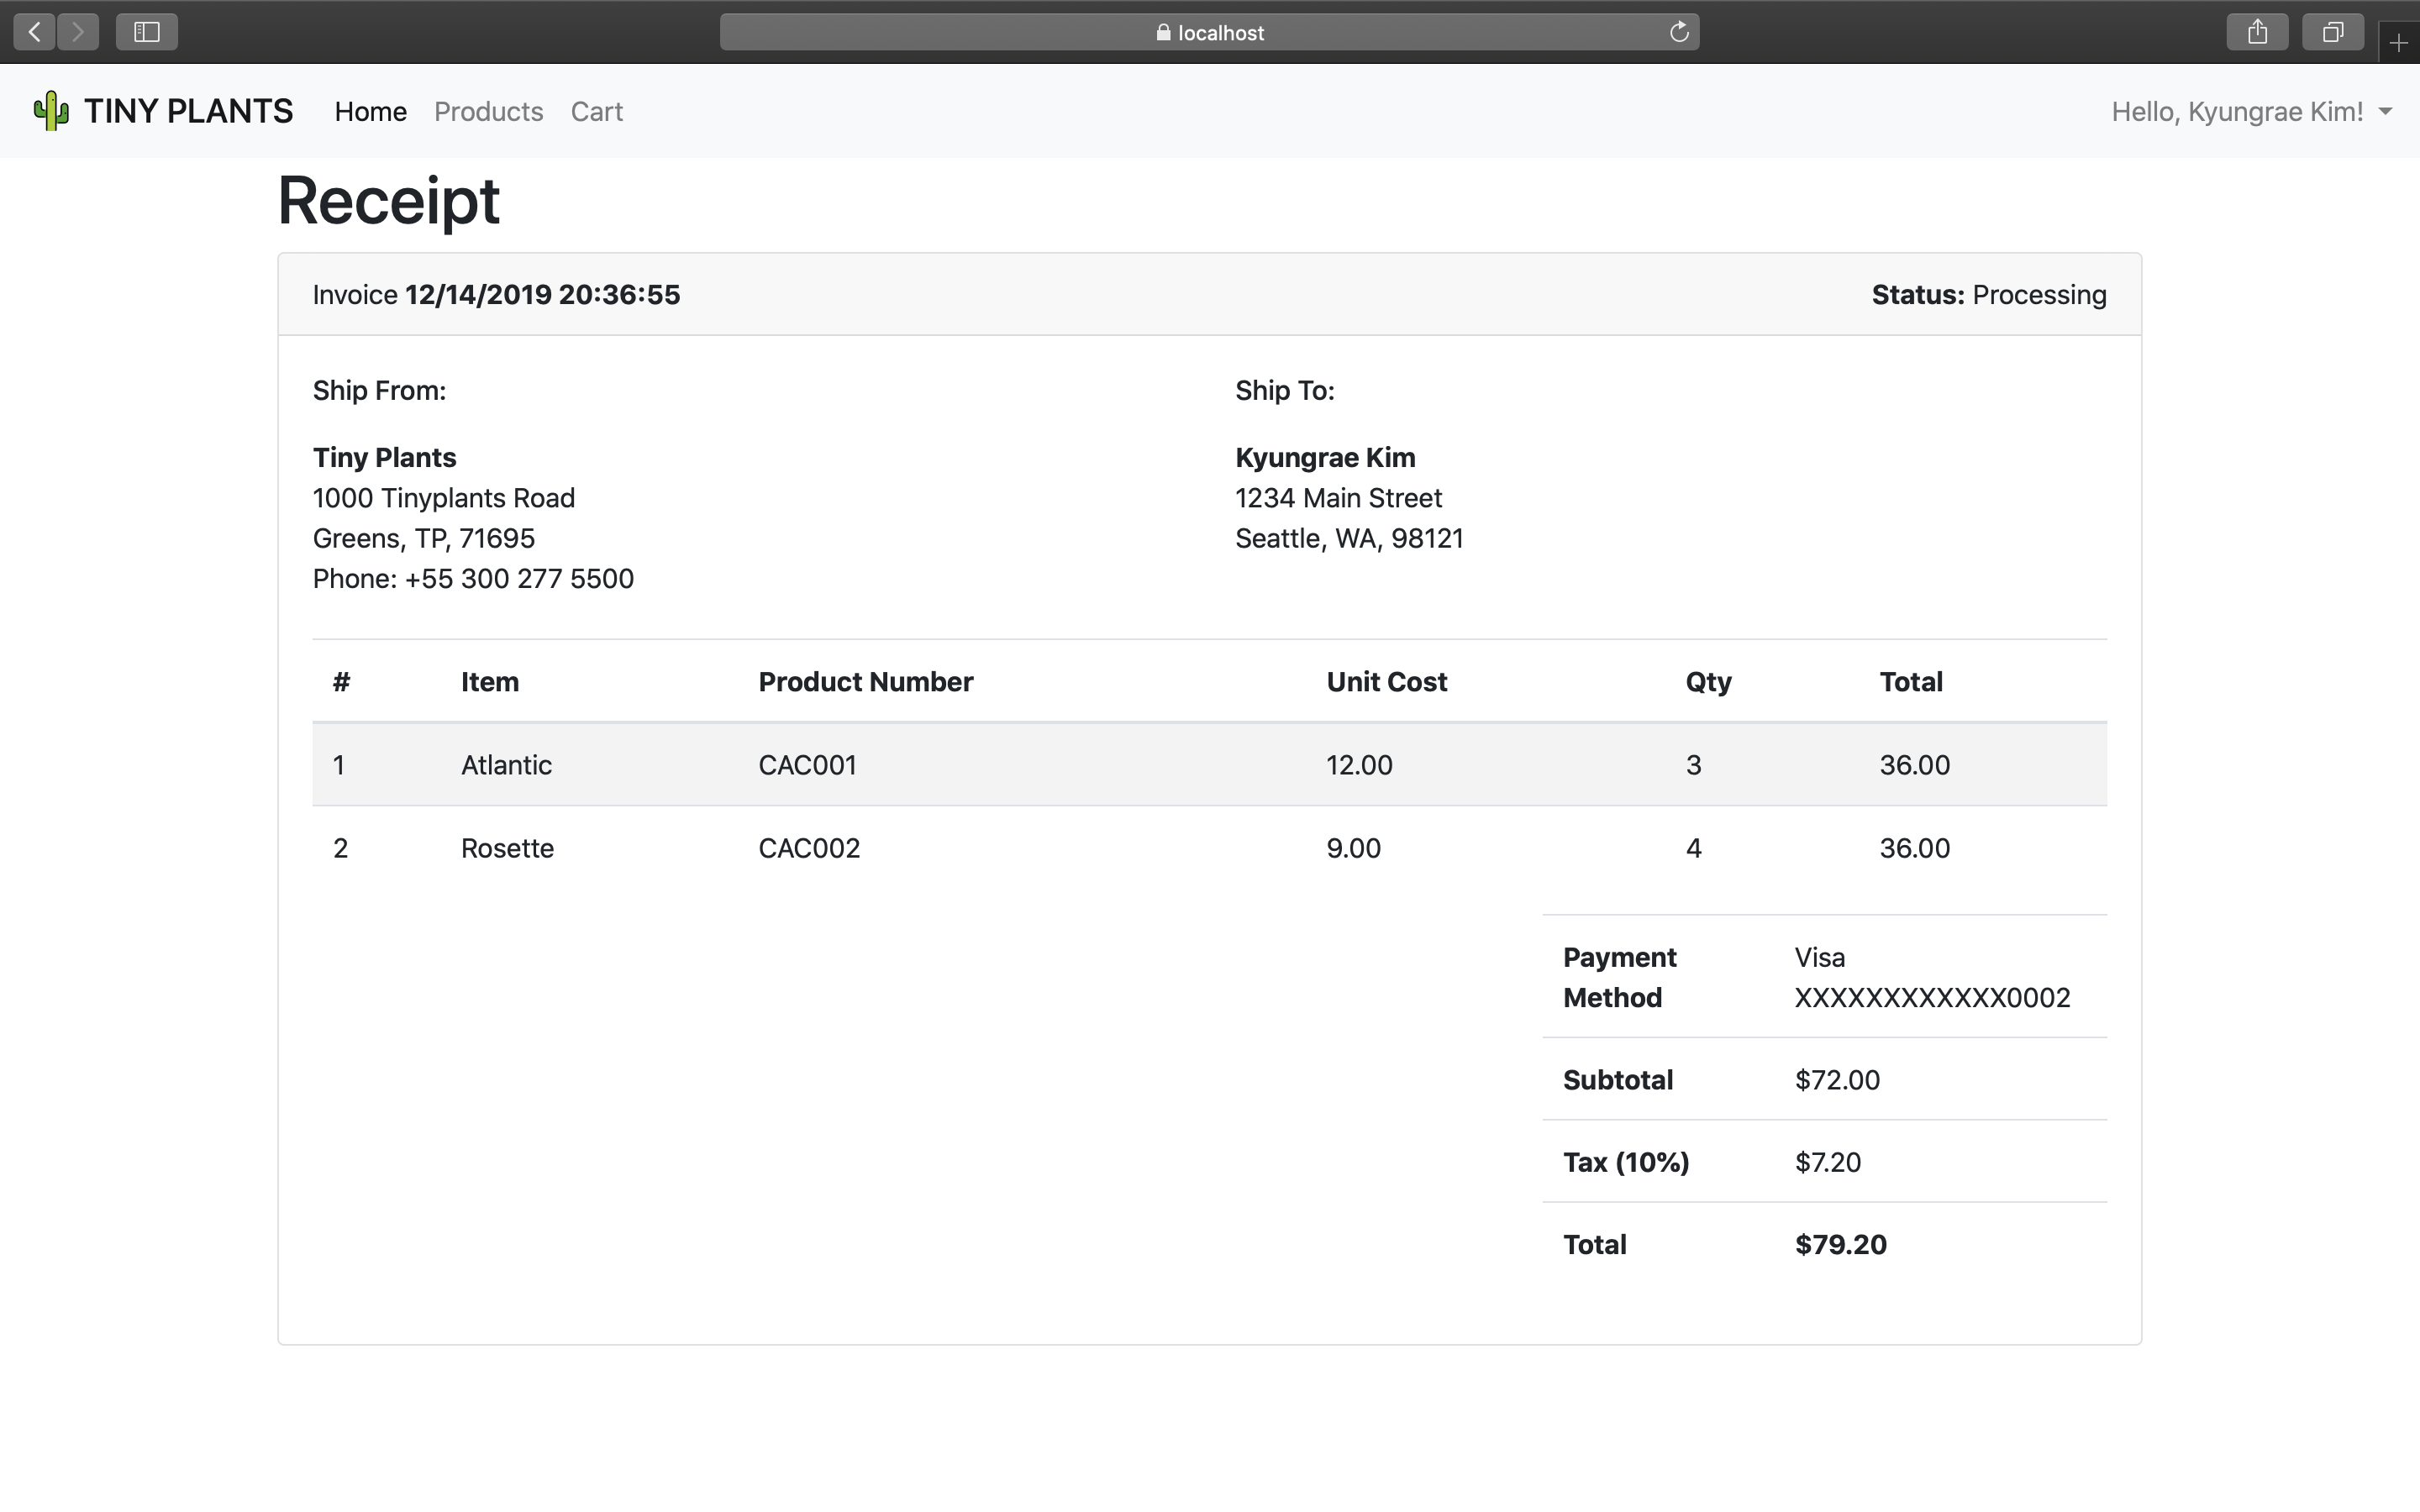 localhost
TINY PLANTS Home Products Cart Hello, Kyungrae Kim!
Receipt
Invoice 12/14/2019 20:36:55 Status: Processing
Ship From: Ship To:
Tiny Plants Kyungrae Kim
1000 Tinyplants Road 1234 Main Street
Greens, TP, 71695 Seattle, WA, 98121
Phone: +55 300 277 5500
# Item Product Number Unit Cost Qty Total
1 Atlantic CAC001 12.00 3 36.00
2 Rosette CAC002 9.00 4 36.00
Payment Visa
Method XXXXXXXXXXXX0002
Subtotal $72.00
Tax (10%) $7.20
Total $79.20